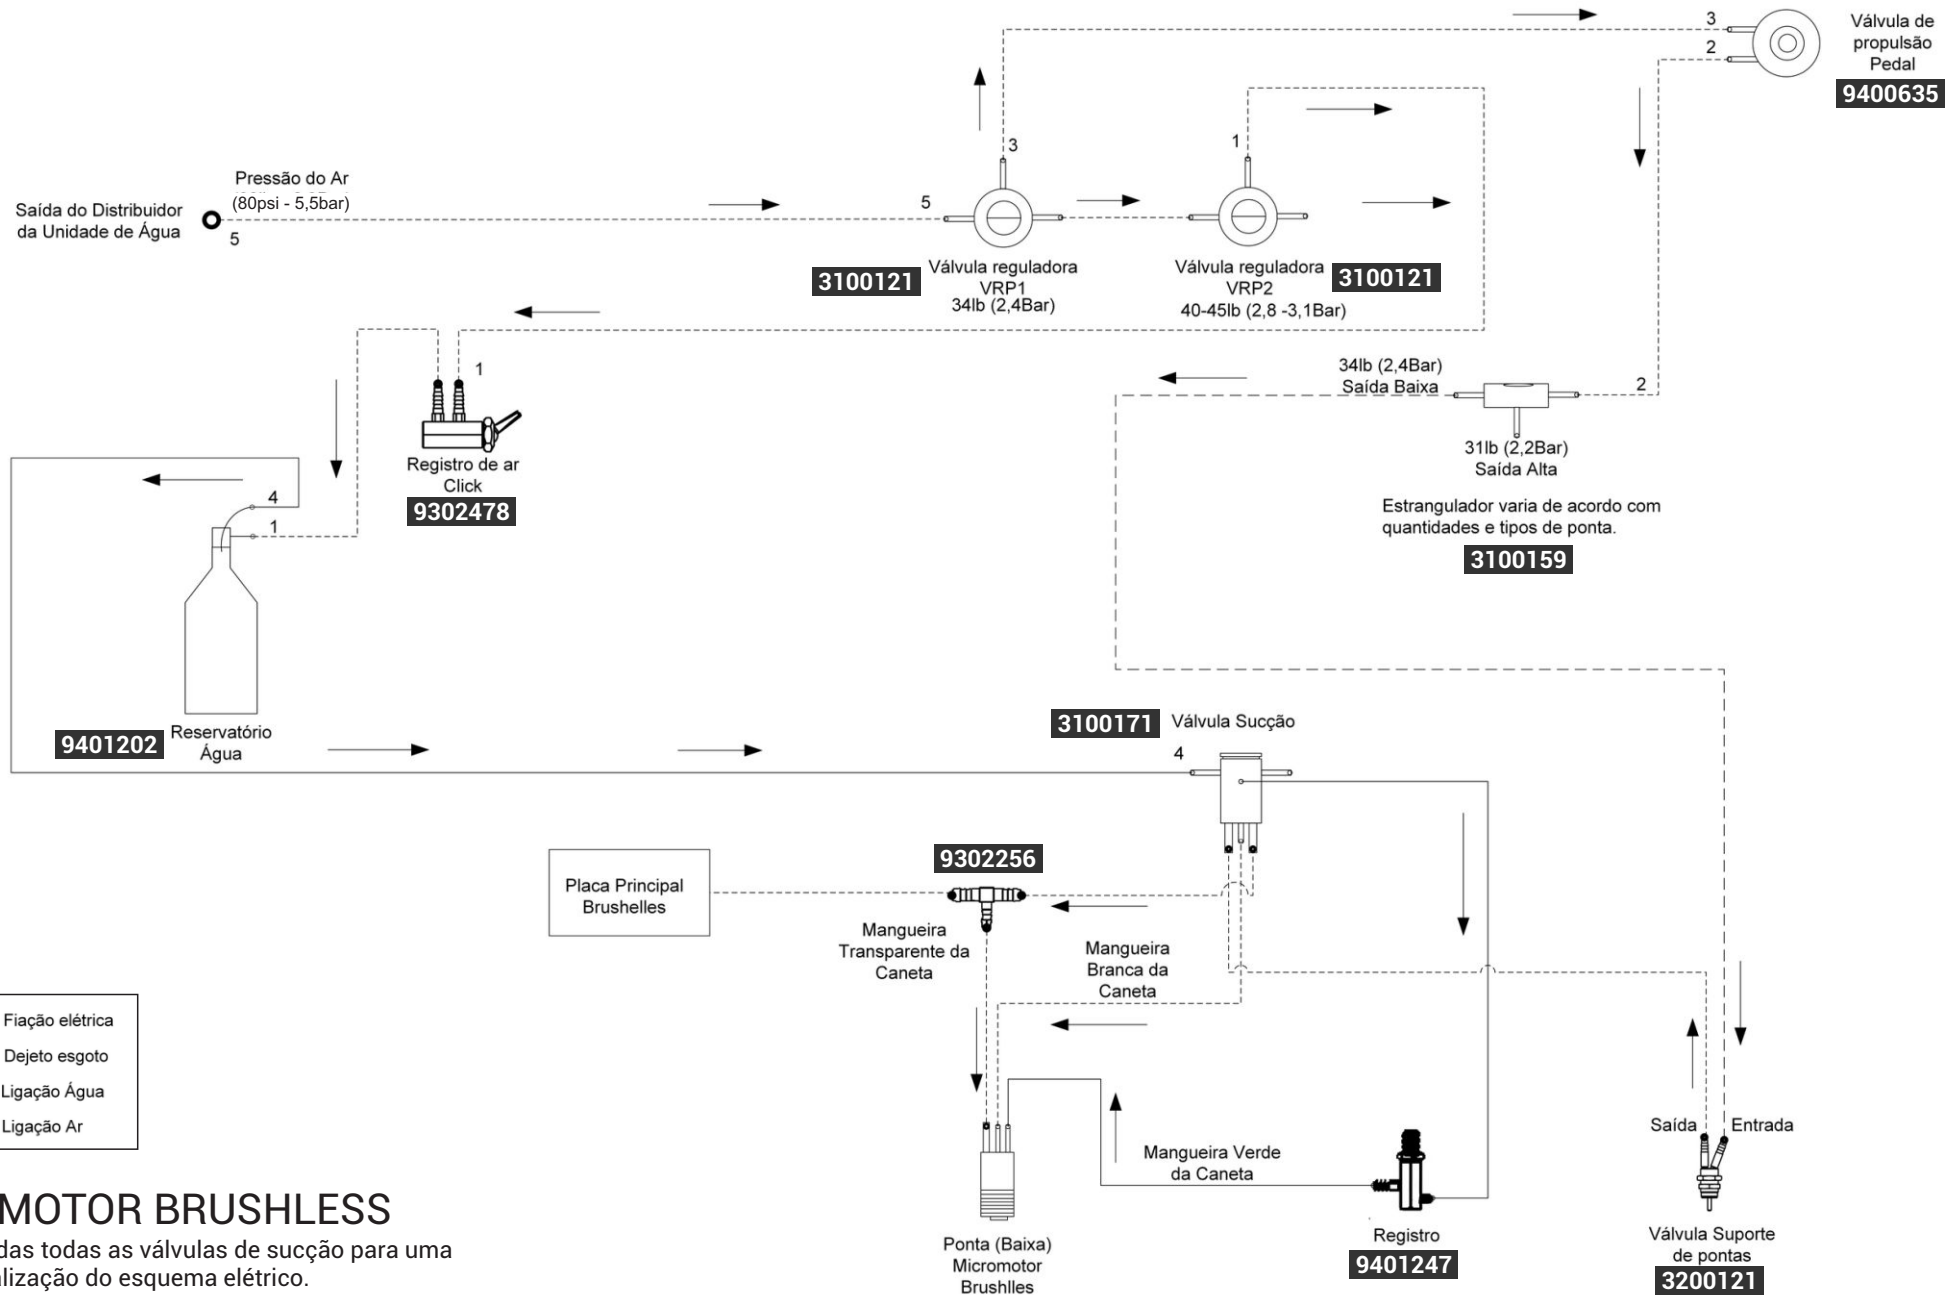 3
2
Válvula de
propulsão
Pedal
9400635
3
1
Pressão do Ar
(80psi - 5,5bar)
Saída do Distribuidor
da Unidade de Água
5
5
3100121
Válvula reguladora
VRP1
34lb (2,4Bar)
Válvula reguladora
VRP2
40-45lb (2,8 -3,1Bar)
3100121
1
Registro de ar
Click
9302478
34lb (2,4Bar)
Saída Baixa
2
31lb (2,2Bar)
Saída Alta
Estrangulador varia de acordo com
quantidades e tipos de ponta.
3100159
4
1
9401202
Reservatório
Água
3100171
Válvula Sucção
4
9302256
Placa Principal
Brushelles
Mangueira
Transparente da
Caneta
Mangueira
Branca da
Caneta
Fiação elétrica
Dejeto esgoto
Ligação Água
Ligação Ar
Mangueira Verde
da Caneta
Saída
Entrada
Ponta (Baixa)
Micromotor
Brushlles
Registro
9401247
Válvula Suporte
de pontas
3200121
MOTOR BRUSHLESS
das todas as válvulas de sucção para uma
alização do esquema elétrico.